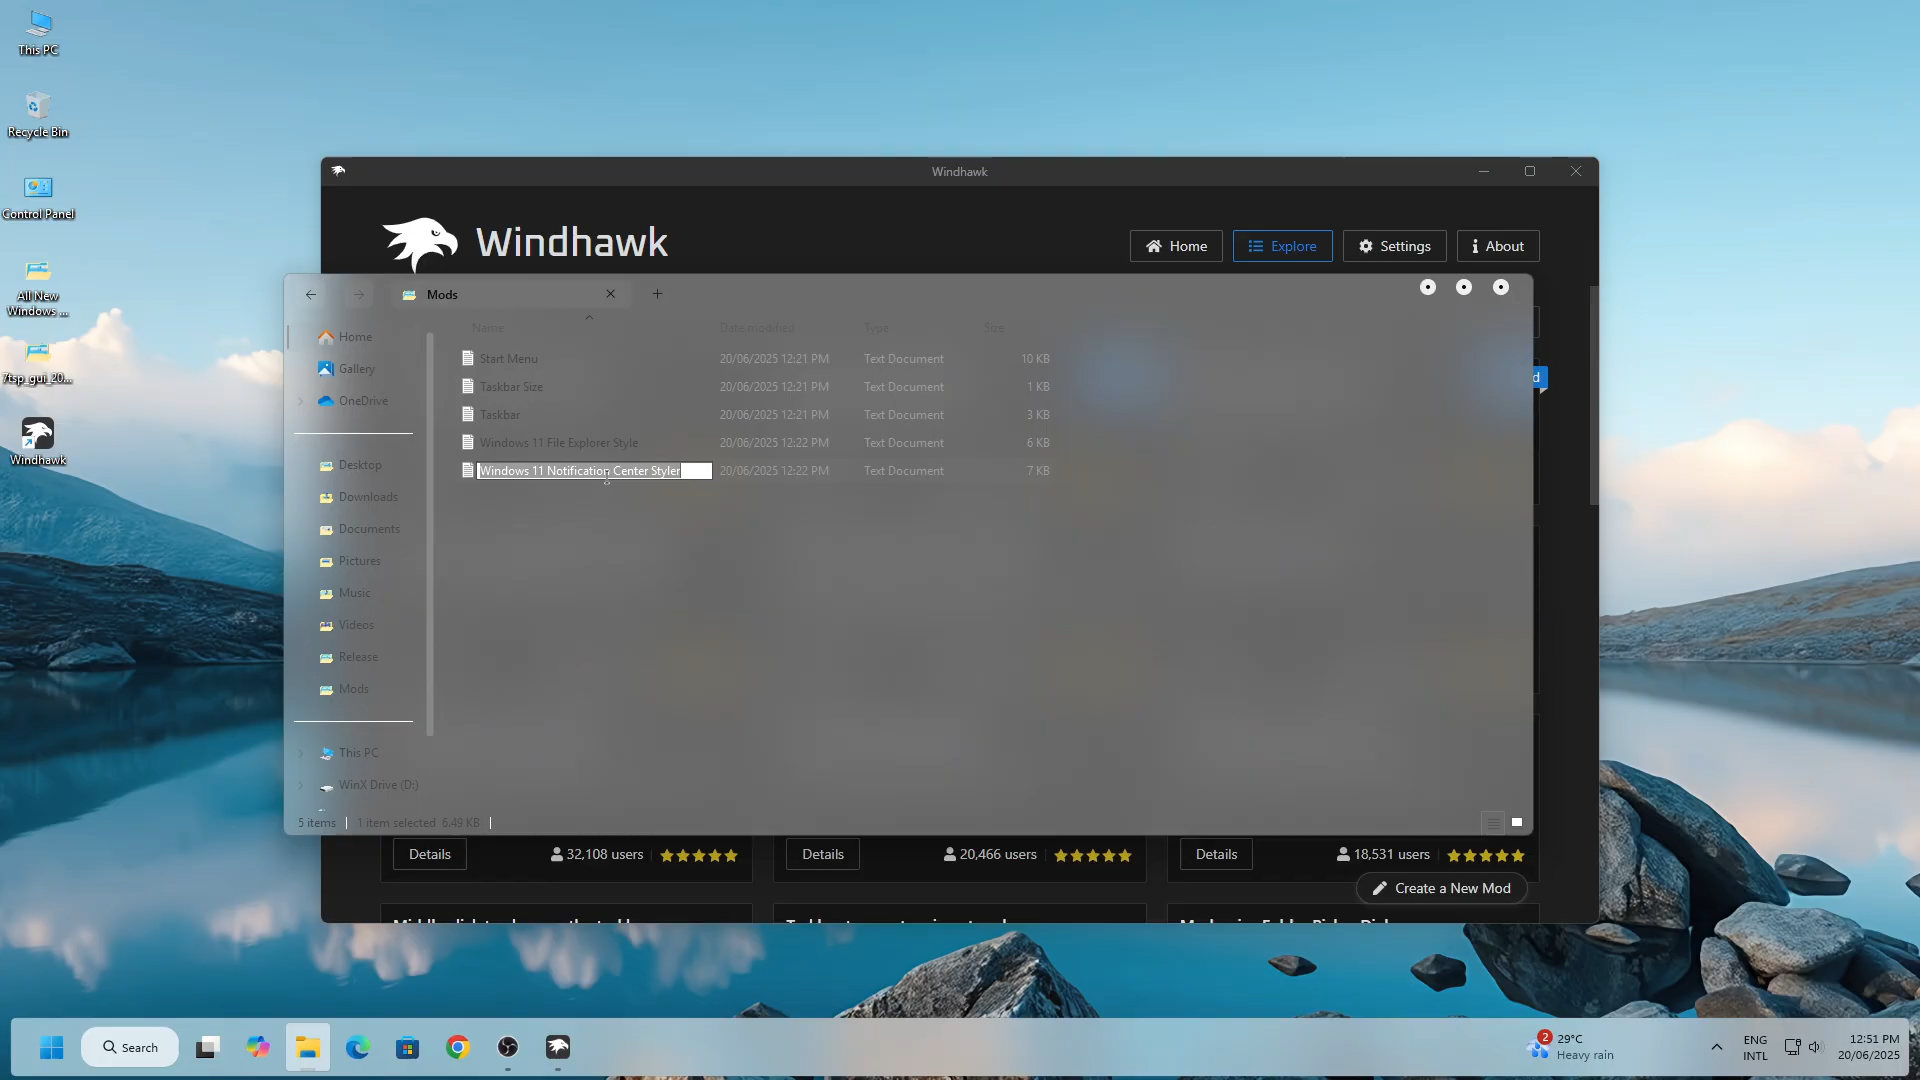 This PC
Recycle Bin
Control Panel
All New
Windows ...
7tsp_gui_20...
Windhawk
Windhawk
Windhawk
Home
Explore
Settings
About
Mods
Home
Gallery
OneDrive
Desktop
Downloads
Documents
Pictures
Music
Videos
Release
Mods
This PC
WinX Drive (D:)
Name Date modified Type Size
Start Menu 20/06/2025 12:21 PM Text Document 10 KB
Taskbar Size 20/06/2025 12:21 PM Text Document 1 KB
Taskbar 20/06/2025 12:21 PM Text Document 3 KB
Windows 11 File Explorer Style 20/06/2025 12:22 PM Text Document 6 KB
Windows 11 Notification Center Styler 20/06/2025 12:22 PM Text Document 7 KB
5 items 1 item selected 6.49 KB
d
Details 32,108 users
Details 20,466 users
Details 18,531 users
Create a New Mod
Search
2
29°C
Heavy rain
ENG
INTL
12:51 PM
20/06/2025